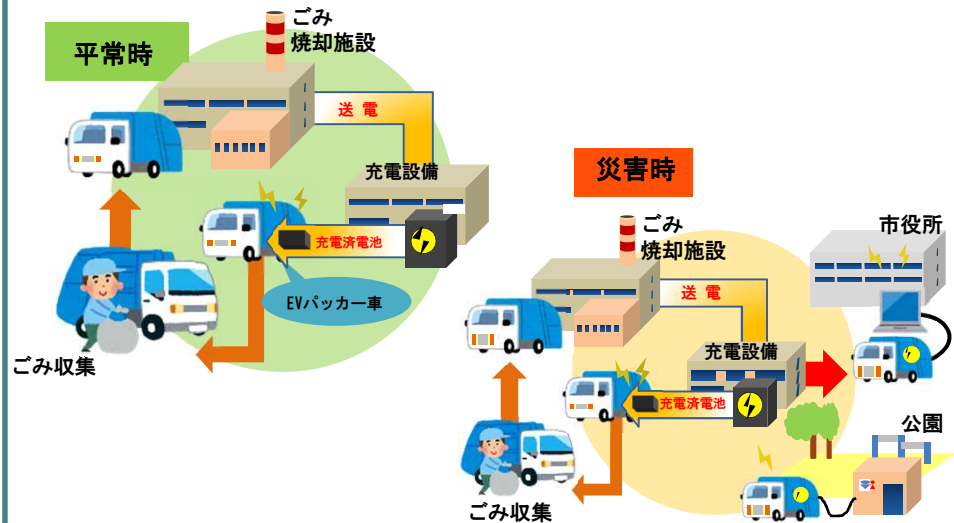 平常時
ごみ
焼却施設
送 電
充電設備
充電済電池
EVパッカー車
ごみ収集
災害時
ごみ
焼却施設
送 電
充電設備
充電済電池
ごみ収集
市役所
公園